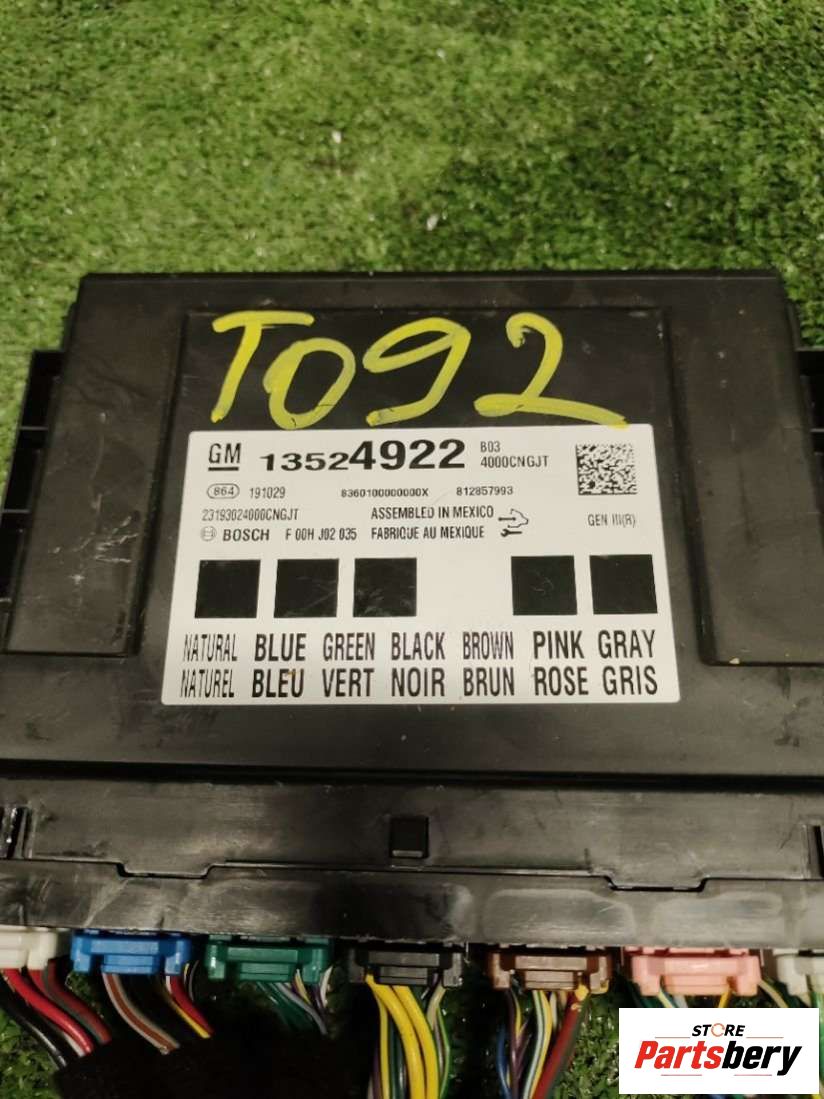 T092
GM 13524922 B03
4000CNGJT
864 191029 8360100000000X 812857993
23193024000CNGJT ASSEMBLED IN MEXICO GEN III(R)
BOSCH F 00H J02 035 FABRIQUE AU MEXIQUE
NATURAL BLUE GREEN BLACK BROWN PINK GRAY
NATUREL BLEU VERT NOIR BRUN ROSE GRIS
STORE
Partsbery